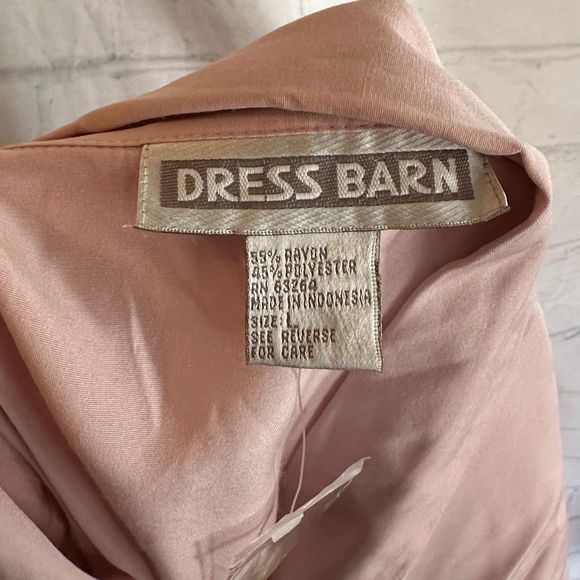 DRESS BARN
55% RAYON
45% POLYESTER
RN 63264
MADE IN INDONESIA
SIZE: L
SEE REVERSE
FOR CARE